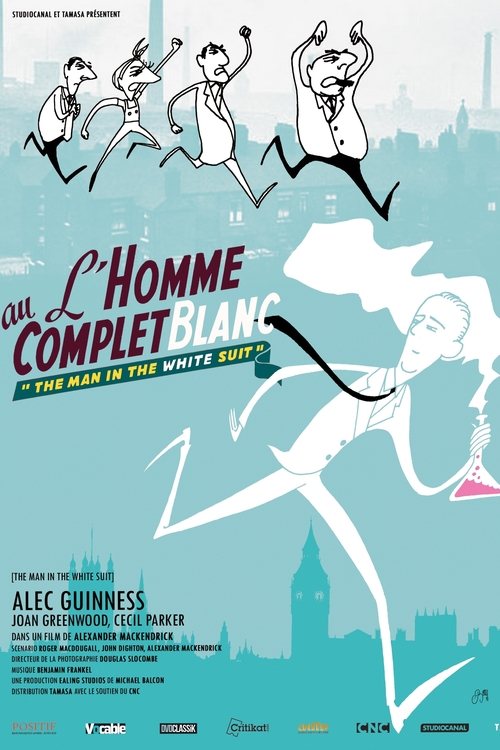 STUDIOCANAL ET TAMASA PRÉSENTENT
au L'HOMME
COMPLET BLANC
"THE MAN IN THE WHITE SUIT"
[THE MAN IN THE WHITE SUIT]
ALEC GUINNESS
JOAN GREENWOOD, CECIL PARKER
DANS UN FILM DE ALEXANDER MACKENDRICK
SCENARIO ROGER MACDOUGALL, JOHN DIGHTON, ALEXANDER MACKENDRICK
DIRECTEUR DE LA PHOTOGRAPHIE DOUGLAS SLOCOMBE
MUSIQUE BENJAMIN FRANKEL
UNE PRODUCTION EALING STUDIOS DE MICHAEL BALCON
DISTRIBUTION TAMASA AVEC LE SOUTIEN DU CNC
POSITIF Vocable DVDCLASSIK Critikat.com CNC STUDIOCANAL T